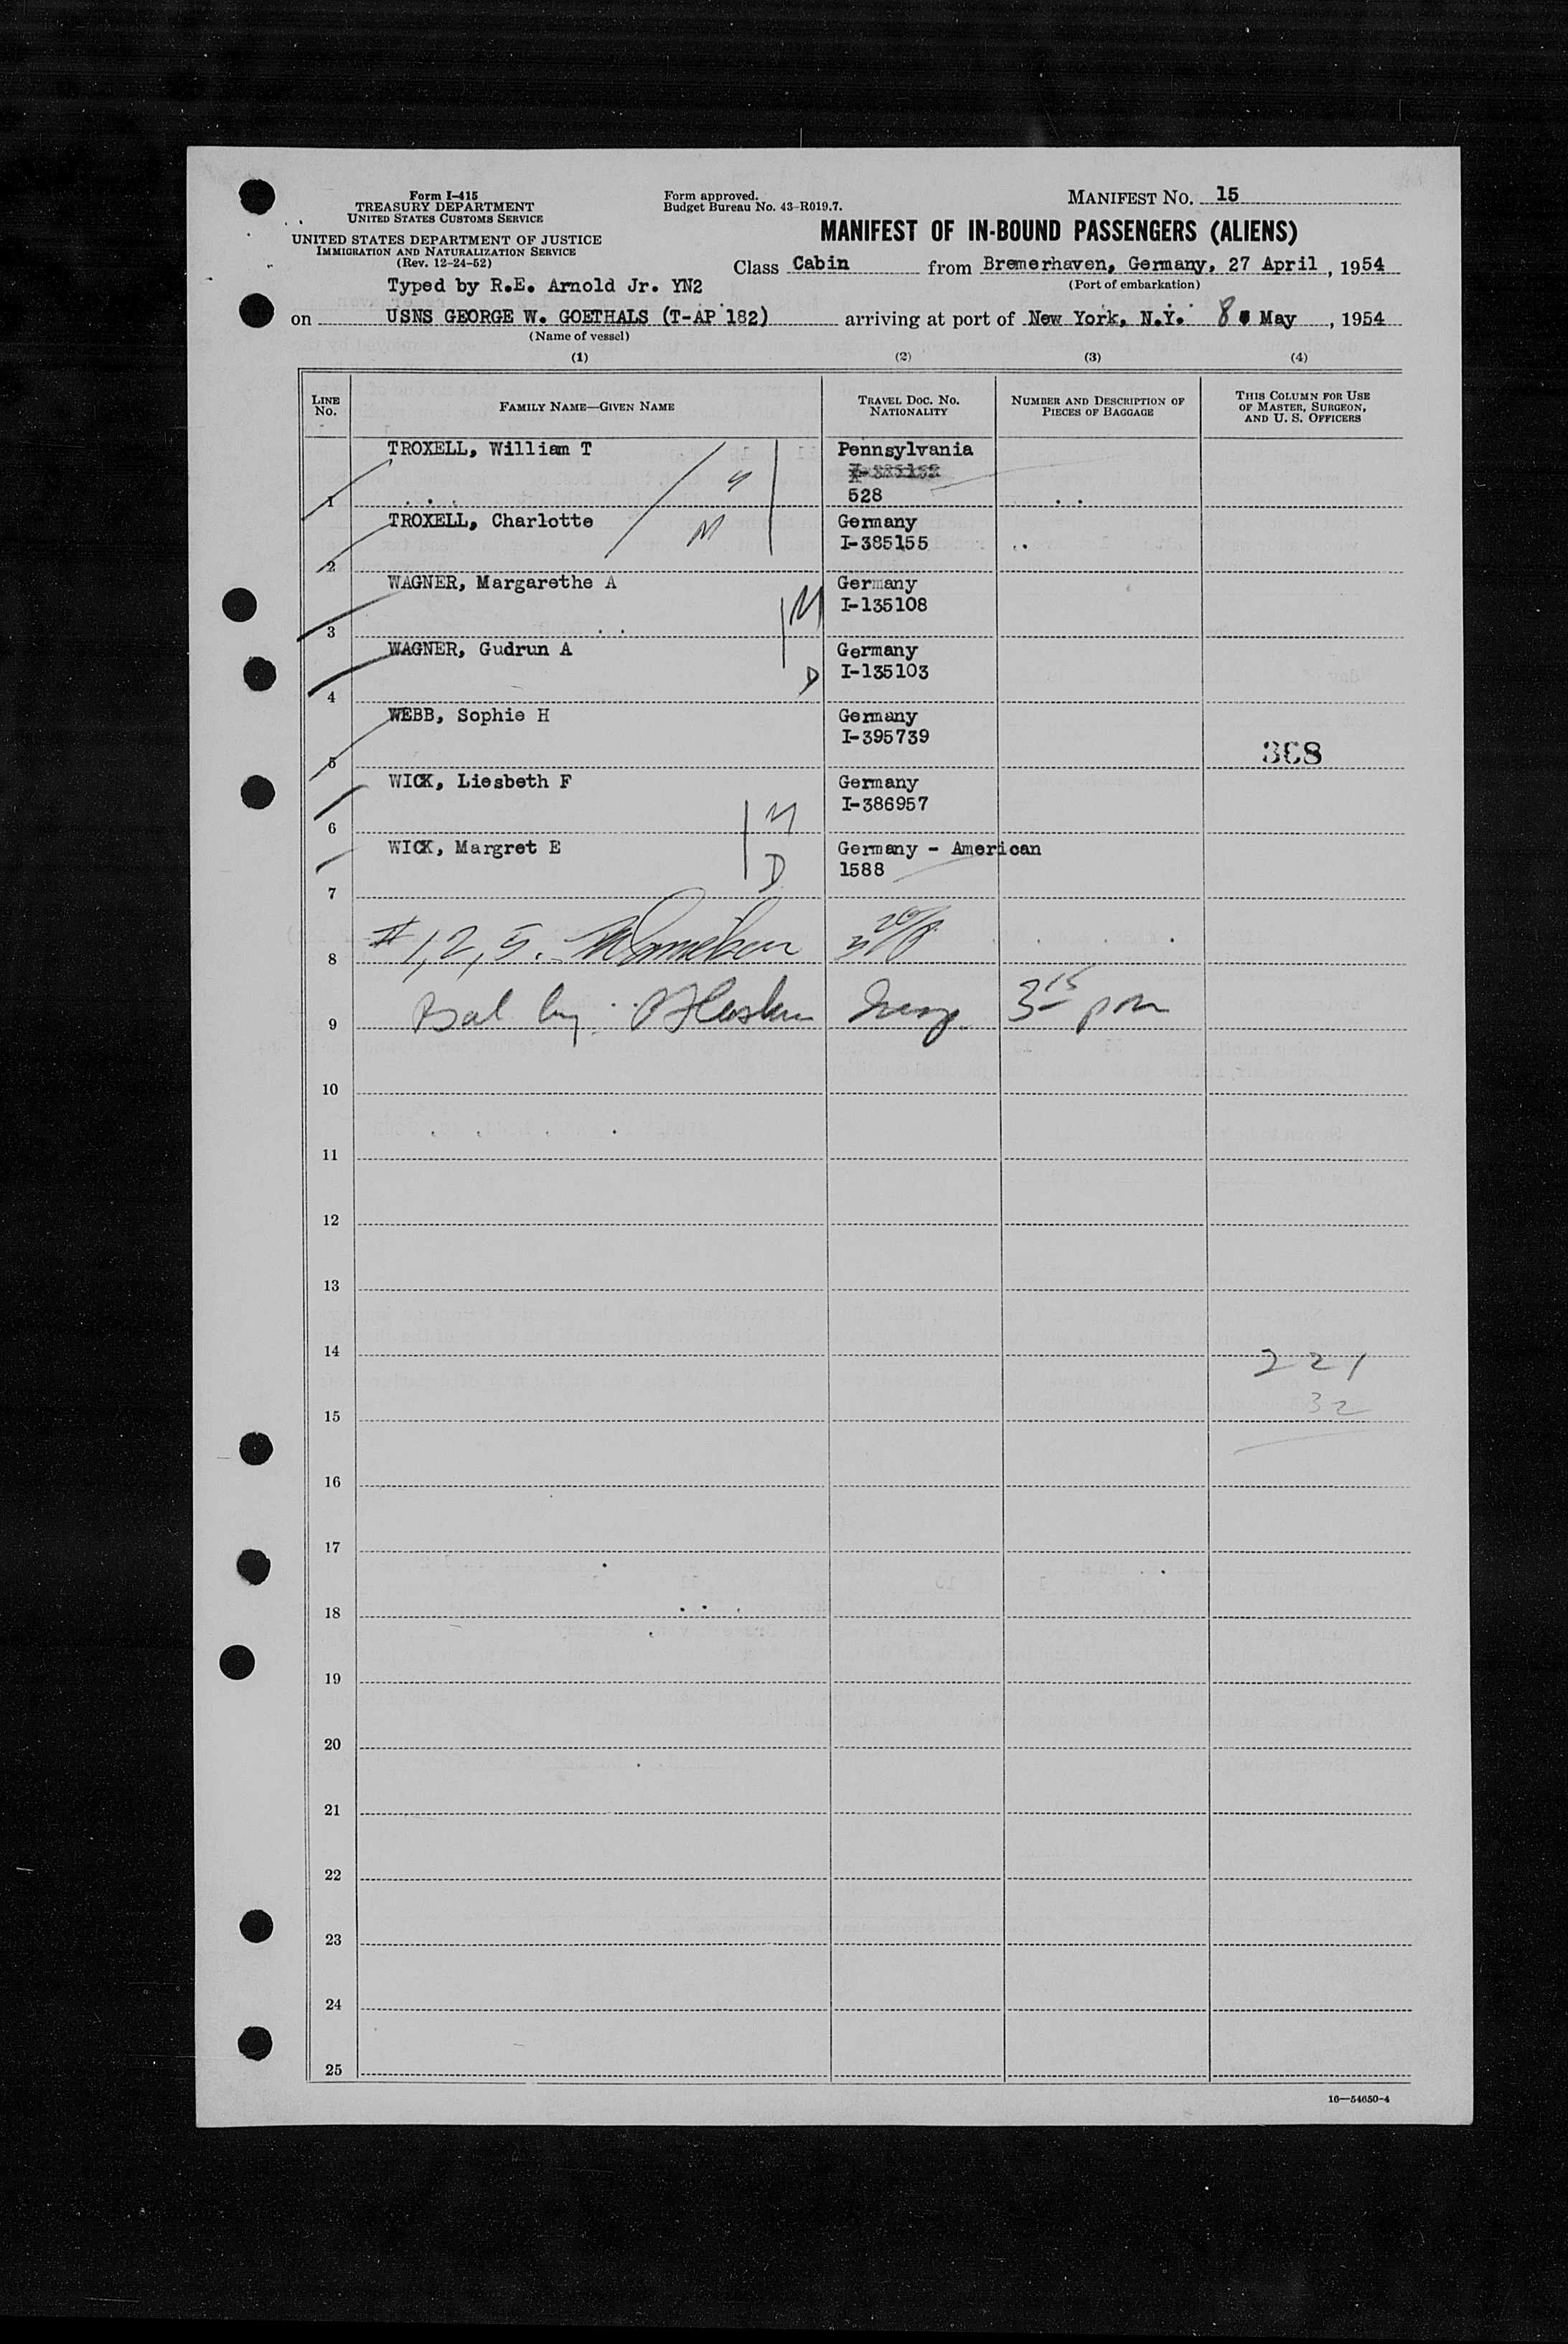 Form I-415
TREASURY DEPARTMENT
UNITED STATES CUSTOMS SERVICE
UNITED STATES DEPARTMENT OF JUSTICE
IMMIGRATION AND NATURALIZATION SERVICE
(Rev. 12-24-52)
Form approved.
Budget Bureau No. 43-R019.7.
MANIFEST No. 15
MANIFEST OF IN-BOUND PASSENGERS (ALIENS)
Class Cabin from Bremerhaven, Germany, 27 April, 1954
(Port of embarkation)
Typed by R.E. Arnold Jr. YN2
on USNS GEORGE W. GOETHALS (T-AP 182) arriving at port of New York, N.Y. 8 May, 1954
(Name of vessel)
(1) (2) (3) (4)
LINE No.
FAMILY NAME—GIVEN NAME
TRAVEL DOC. NO. NATIONALITY
NUMBER AND DESCRIPTION OF PIECES OF BAGGAGE
THIS COLUMN FOR USE OF MASTER, SURGEON, AND U. S. OFFICERS
TROXELL, William T Pennsylvania
1 528
TROXELL, Charlotte M Germany
2 I-385155
WAGNER, Margarethe A M Germany
3 I-135108
WAGNER, Gudrun A D Germany
4 I-135103
WEBB, Sophie H Germany
5 I-395739 368
WICK, Liesbeth F M Germany
6 I-386957
WICK, Margret E D Germany - American
7 1588
8 #1, 2, 5.
9 Bal by: 3 15 pm
10
11
12
13
14 221
15 32
16
17
18
19
20
21
22
23
24
25
16—54650-4